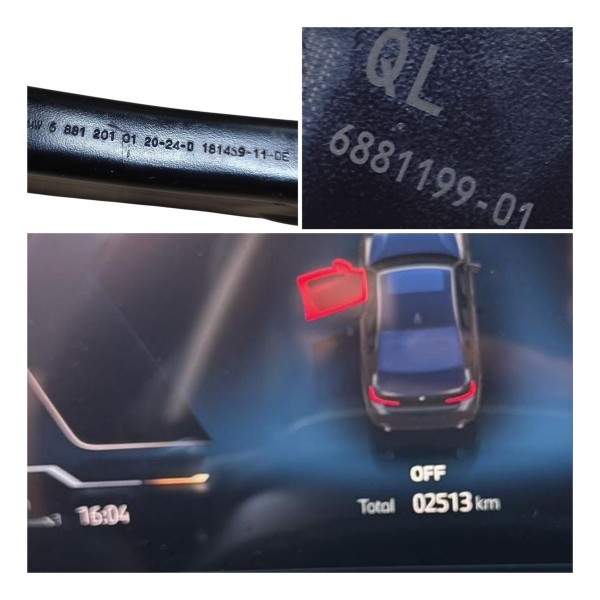 6 881 201 01 20-24-D 181459-11-DE
QL
6881199-01
OFF
Total 02513 km
16:04